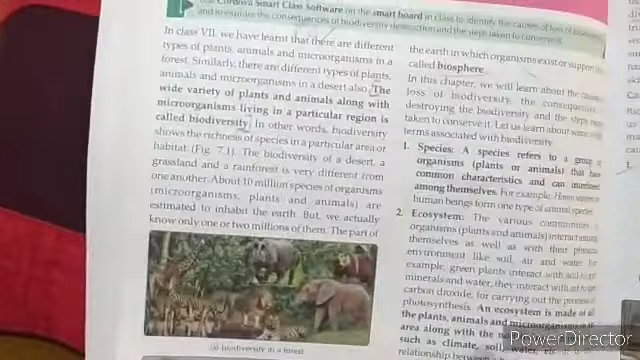 Cordova Smart Class Software on the smart board in class to identify the causes of loss of
and to explain the consequences of biodiversity destruction and the steps taken to conserve it.
In class VII, we have learnt that there are different
types of plants, animals and microorganisms in a
forest. Similarly, there are different types of plants,
animals and microorganisms in a desert also. The
wide variety of plants and animals along with
microorganisms living in a particular region is
called biodiversity. In other words, biodiversity
shows the richness of species in a particular area or
habitat (Fig. 7.1). The biodiversity of a desert, a
grassland and a rainforest is very different from
one another. About 10 million species of organisms
(microorganisms, plants and animals) are
estimated to inhabit the earth. But, we actually
know only one or two millions of them. The part of
(a) biodiversity in a forest
the earth in which organisms exist or support
called biosphere.
In this chapter, we will learn about the
loss of biodiversity, the consequences
destroying the biodiversity and the steps
taken to conserve it. Let us learn about some
terms associated with biodiversity.
1. Species: A species refers to a group
organisms (plants or animals) that have
common characteristics and can
among themselves. For example,
human beings form one type of animal species
2. Ecosystem: The various communities
organisms (plants and animals) interact
themselves as well as with their physical
environment like soil, air and water. For
example, green plants interact with soil to get
minerals and water, they interact with air to get
carbon dioxide, for carrying out the process of
photosynthesis. An ecosystem is made of all
the plants, animals and microorganisms
area along with the
such as climate, soil, water,
relationship between
PowerDirector